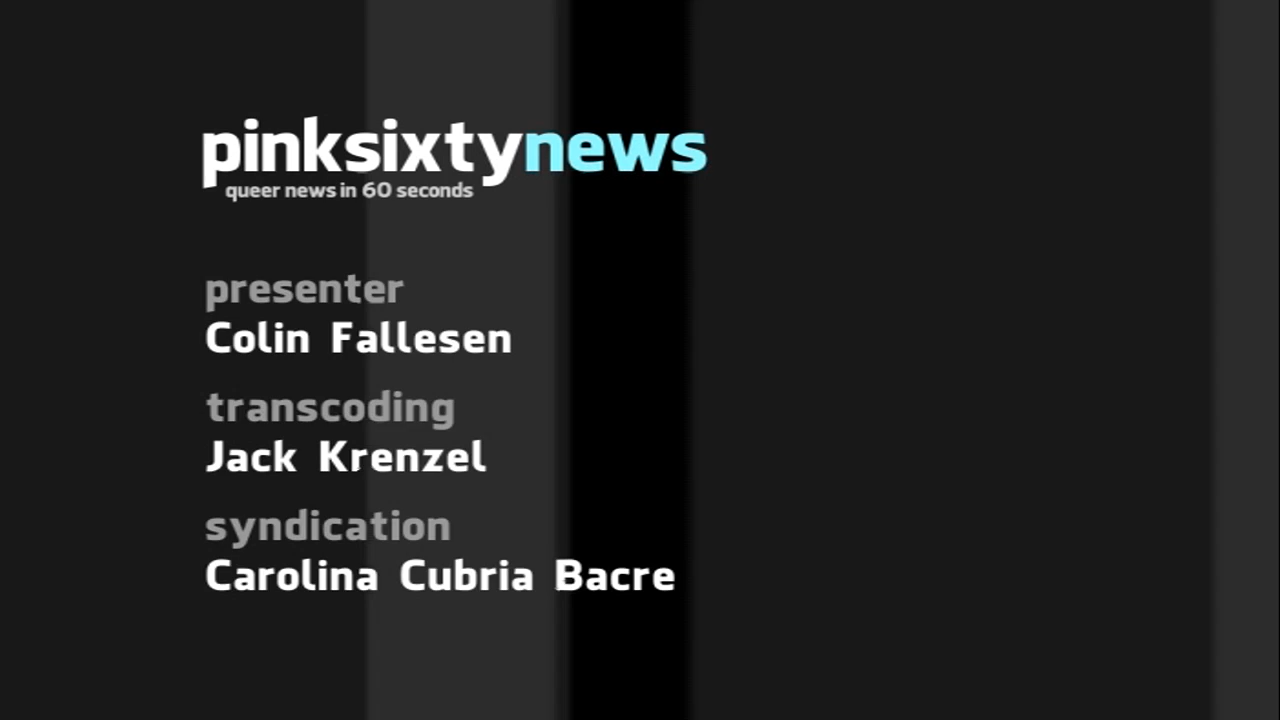 pinksixtynews
queer news in 60 seconds
presenter
Colin Fallesen
transcoding
Jack Krenzel
syndication
Carolina Cubria Bacre